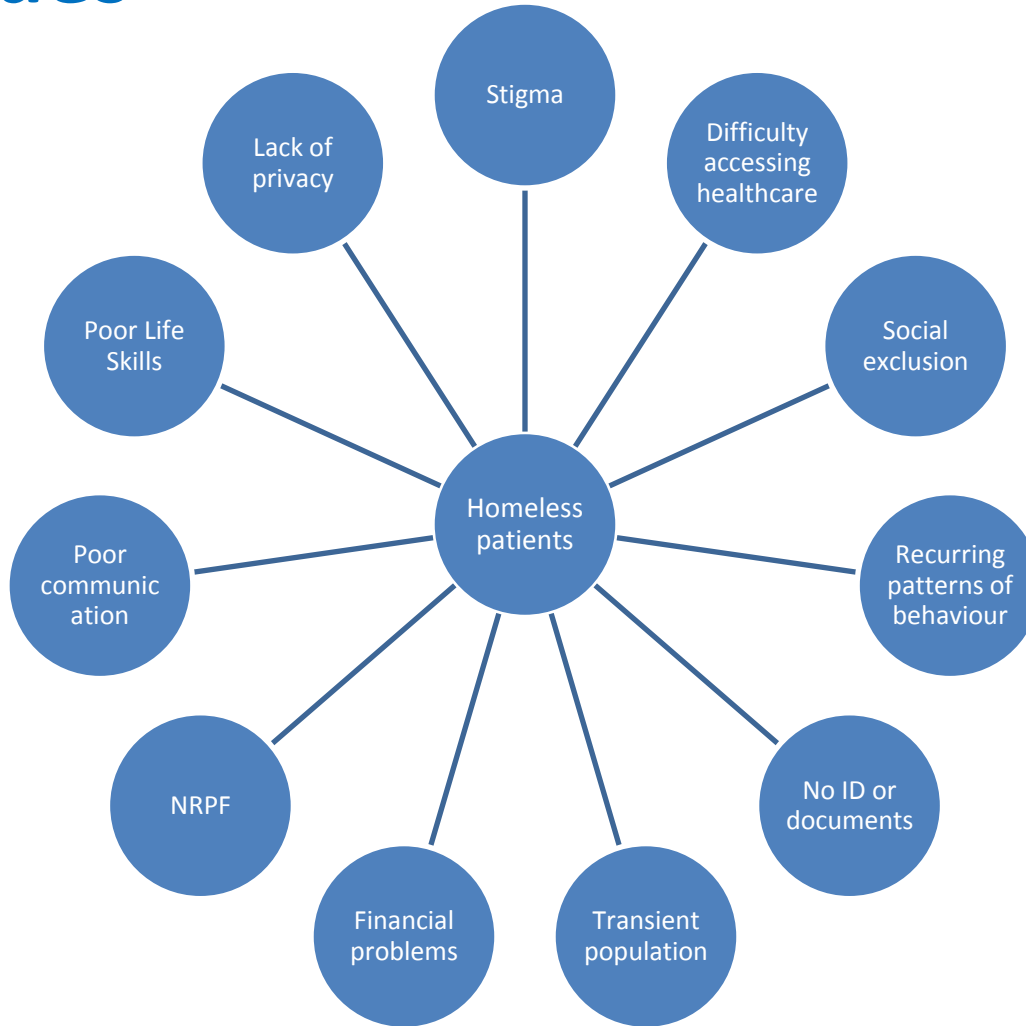 Stigma
Difficulty
accessing
healthcare
Social
exclusion
Recurring
patterns of
behaviour
No ID or
documents
Transient
population
Financial
problems
NRPF
Poor
communic
ation
Poor Life
Skills
Lack of
privacy
Homeless
patients